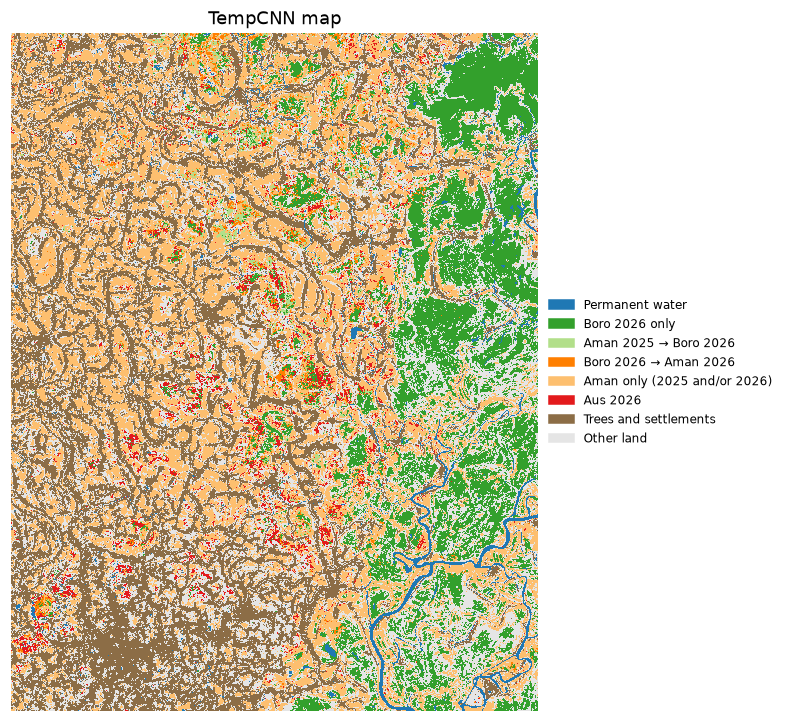 TempCNN map
Permanent water
Boro 2026 only
Aman 2025 → Boro 2026
Boro 2026 → Aman 2026
Aman only (2025 and/or 2026)
Aus 2026
Trees and settlements
Other land